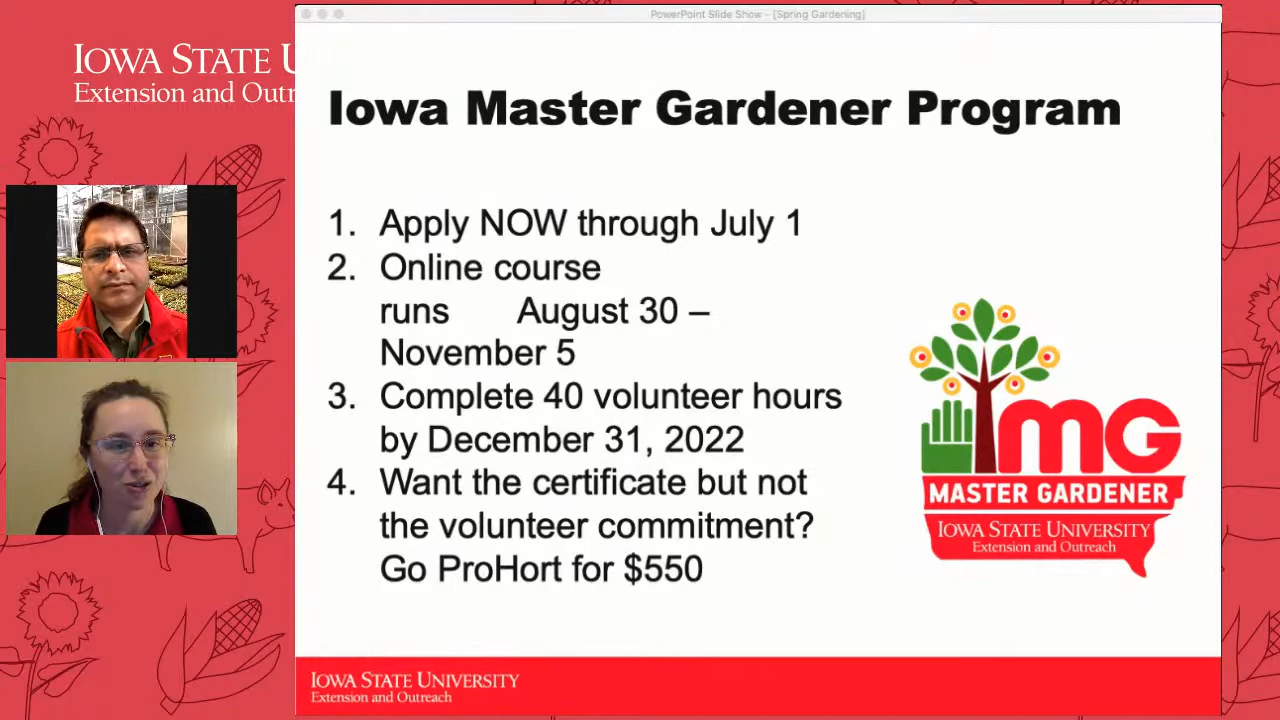 PowerPoint Slide Show - [Spring Gardening]
IOWA STATE U
Extension and Outr
Iowa Master Gardener Program
1. Apply NOW through July 1
2. Online course
runs August 30 –
November 5
3. Complete 40 volunteer hours
by December 31, 2022
4. Want the certificate but not
the volunteer commitment?
Go ProHort for $550
mG
MASTER GARDENER
IOWA STATE UNIVERSITY
Extension and Outreach
IOWA STATE UNIVERSITY
Extension and Outreach